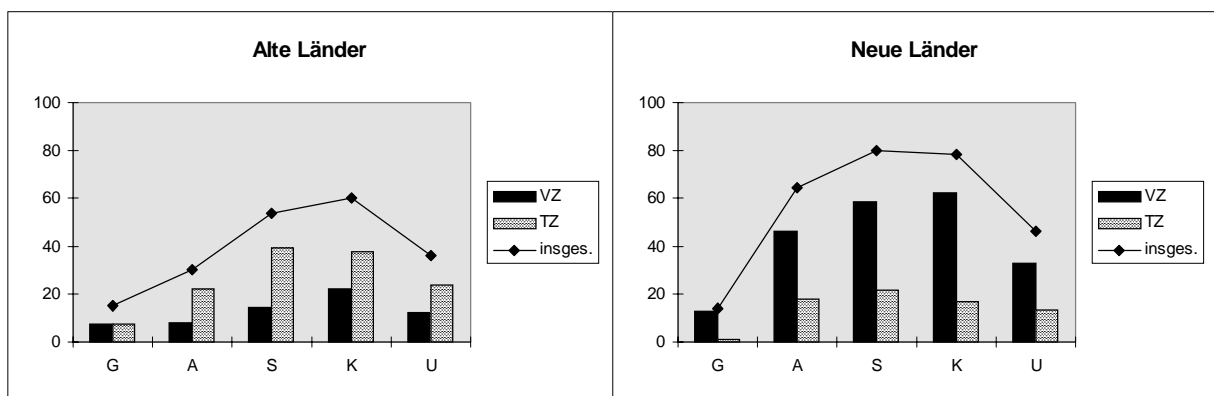 Alte Länder
100
80
60
40
20
0
G A S K U
VZ
TZ
insges.
Neue Länder
100
80
60
40
20
0
G A S K U
VZ
TZ
insges.